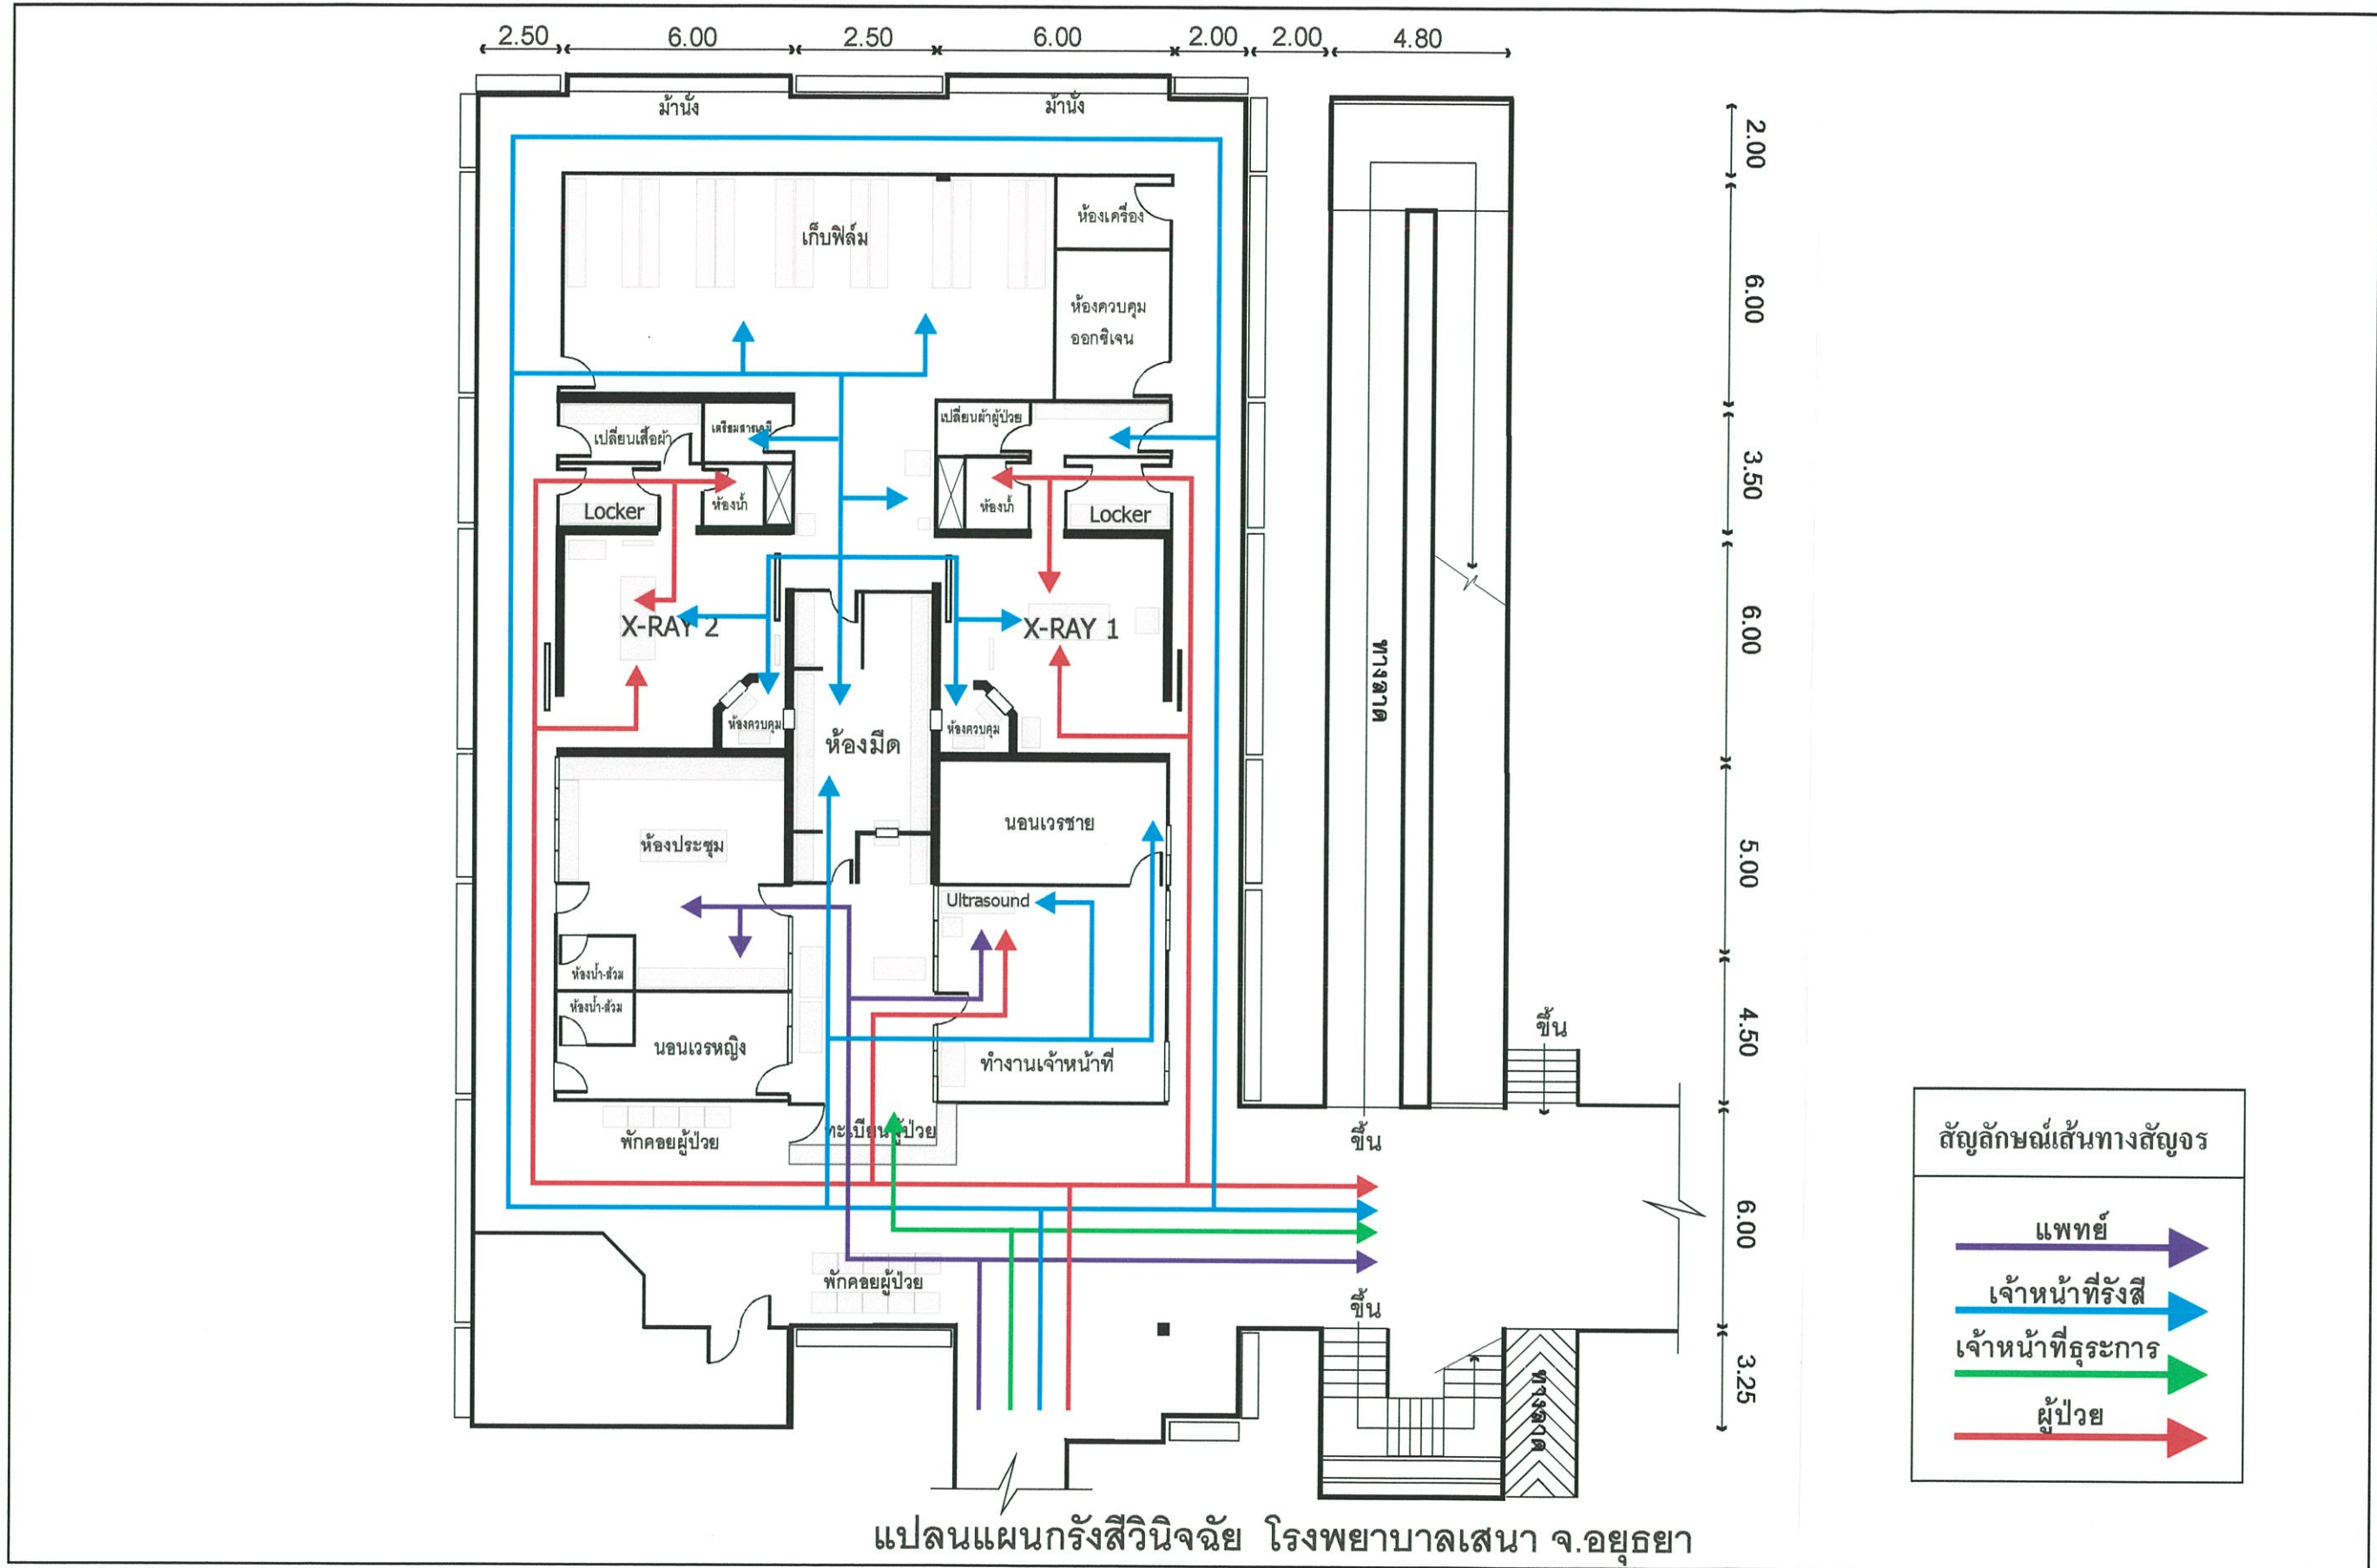 2.50 6.00 2.50 6.00 2.00 2.00 4.80
ม้านั่ง ม้านั่ง
2.00
ห้องเครื่อง
เก็บฟิล์ม
6.00
ห้องควบคุม
ออกซิเจน
เปลี่ยนผ้าผู้ป่วย
เปลี่ยนเสื้อผ้า
เตรียมสารเคมี
3.50
ห้องน้ำ
ห้องน้ำ
Locker
Locker
X-RAY 2
X-RAY 1
6.00
ทางลาด
ห้องควบคุม
ห้องควบคุม
ห้องมืด
นอนเวรชาย
ห้องประชุม
5.00
Ultrasound
ห้องน้ำ-ส้วม
ห้องน้ำ-ส้วม
นอนเวรหญิง
4.50
ขึ้น
ทำงานเจ้าหน้าที่
ทะเบียนผู้ป่วย
พักคอยผู้ป่วย
ขึ้น
6.00
พักคอยผู้ป่วย
ขึ้น
3.25
ทางลาด
สัญลักษณ์เส้นทางสัญจร
แพทย์
เจ้าหน้าที่รังสี
เจ้าหน้าที่ธุระการ
ผู้ป่วย
แปลนแผนกรังสีวินิจฉัย โรงพยาบาลเสนา จ.อยุธยา